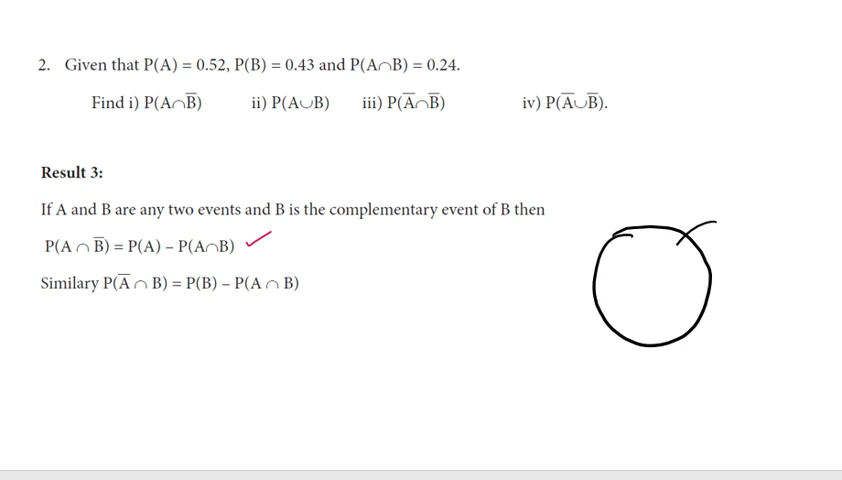 2. Given that P(A) = 0.52, P(B) = 0.43 and P(A∩B) = 0.24.
Find i) P(A∩B̅) ii) P(A∪B) iii) P(A̅∩B̅) iv) P(A̅∪B̅).
Result 3:
If A and B are any two events and B is the complementary event of B then
P(A ∩ B̅) = P(A) – P(A∩B)
Similary P(A̅ ∩ B) = P(B) – P(A ∩ B)